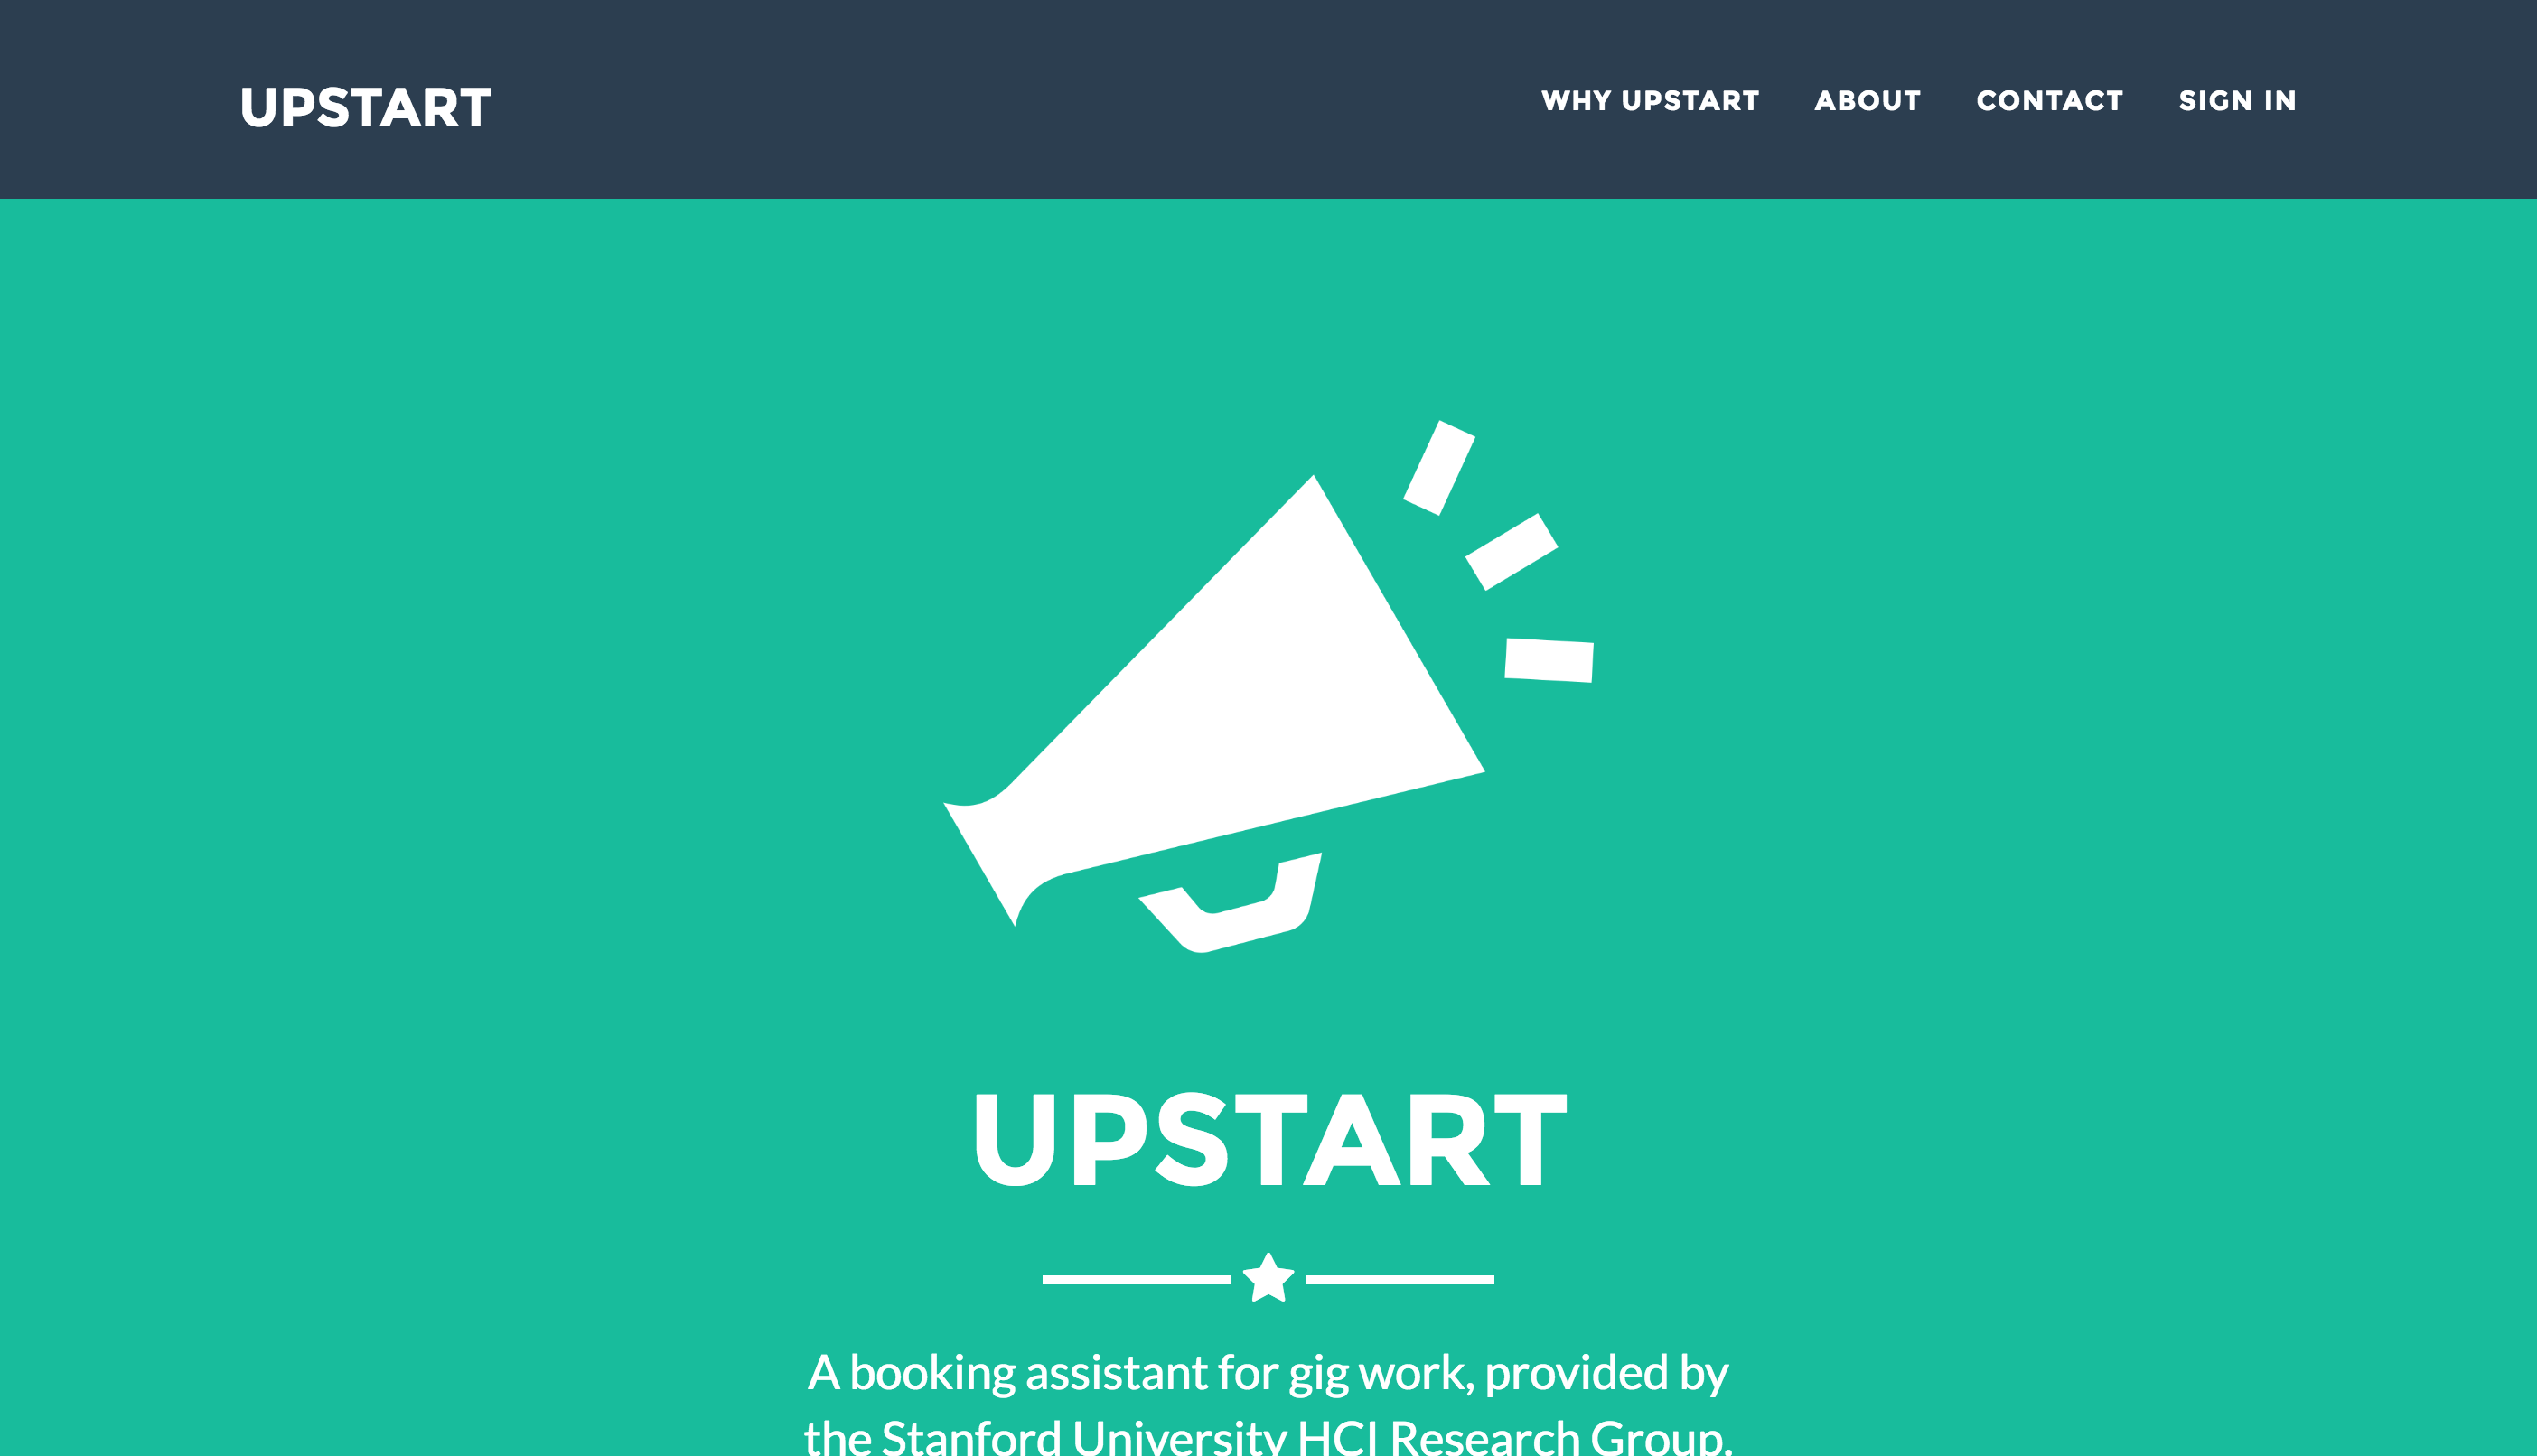 UPSTART
WHY UPSTART
ABOUT
CONTACT
SIGN IN
UPSTART
A booking assistant for gig work, provided by
the Stanford University HCI Research Group.